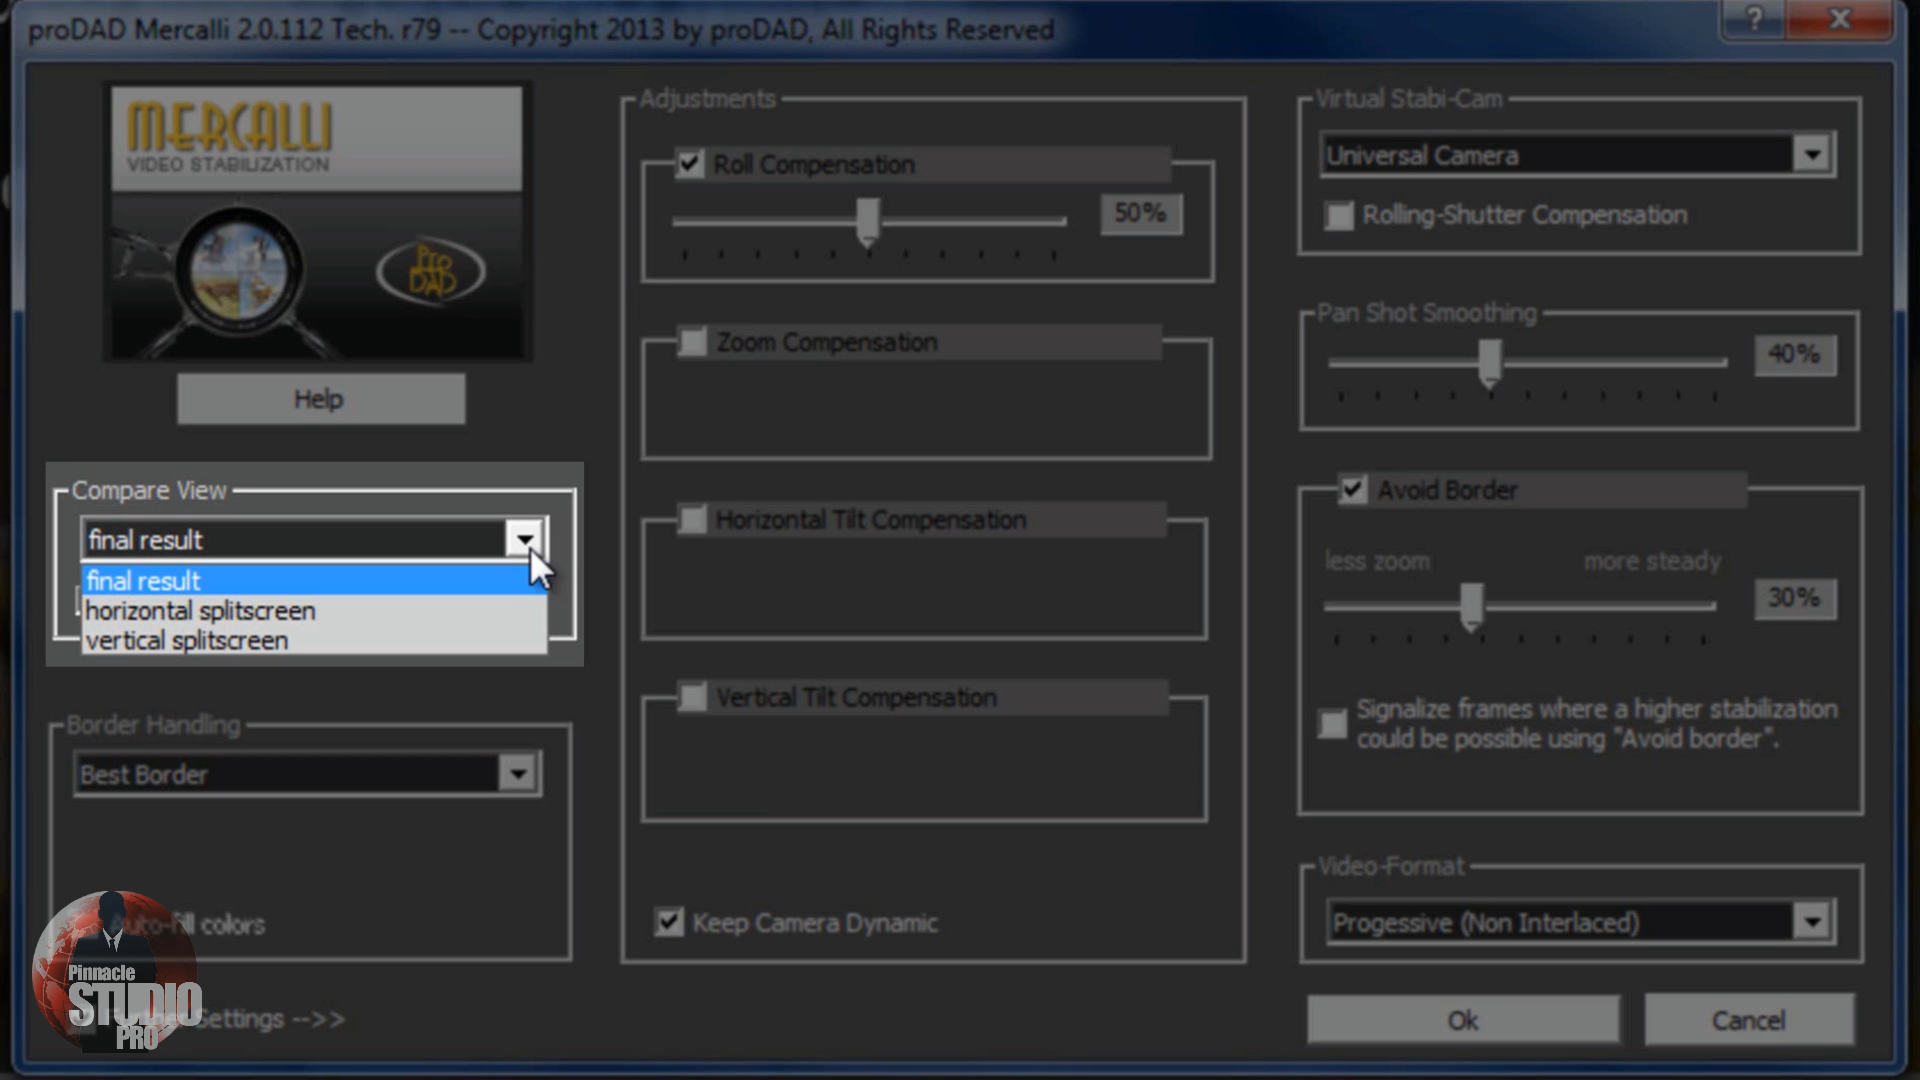 proDAD Mercalli 2.0.112 Tech. r79 -- Copyright 2013 by proDAD, All Rights Reserved
?
MERCALLI
VIDEO STABILIZATION
Pro
DAD
Help
Compare View
final result
final result
horizontal splitscreen
vertical splitscreen
Border Handling
Best Border
Auto-fill colors
Further Settings -->>
Pinnacle
STUDIO
PRO
Adjustments
Roll Compensation
50%
Zoom Compensation
Horizontal Tilt Compensation
Vertical Tilt Compensation
Keep Camera Dynamic
Virtual Stabi-Cam
Universal Camera
Rolling-Shutter Compensation
Pan Shot Smoothing
40%
Avoid Border
less zoom more steady
30%
Signalize frames where a higher stabilization
could be possible using "Avoid border".
Video-Format
Progessive (Non Interlaced)
Ok Cancel